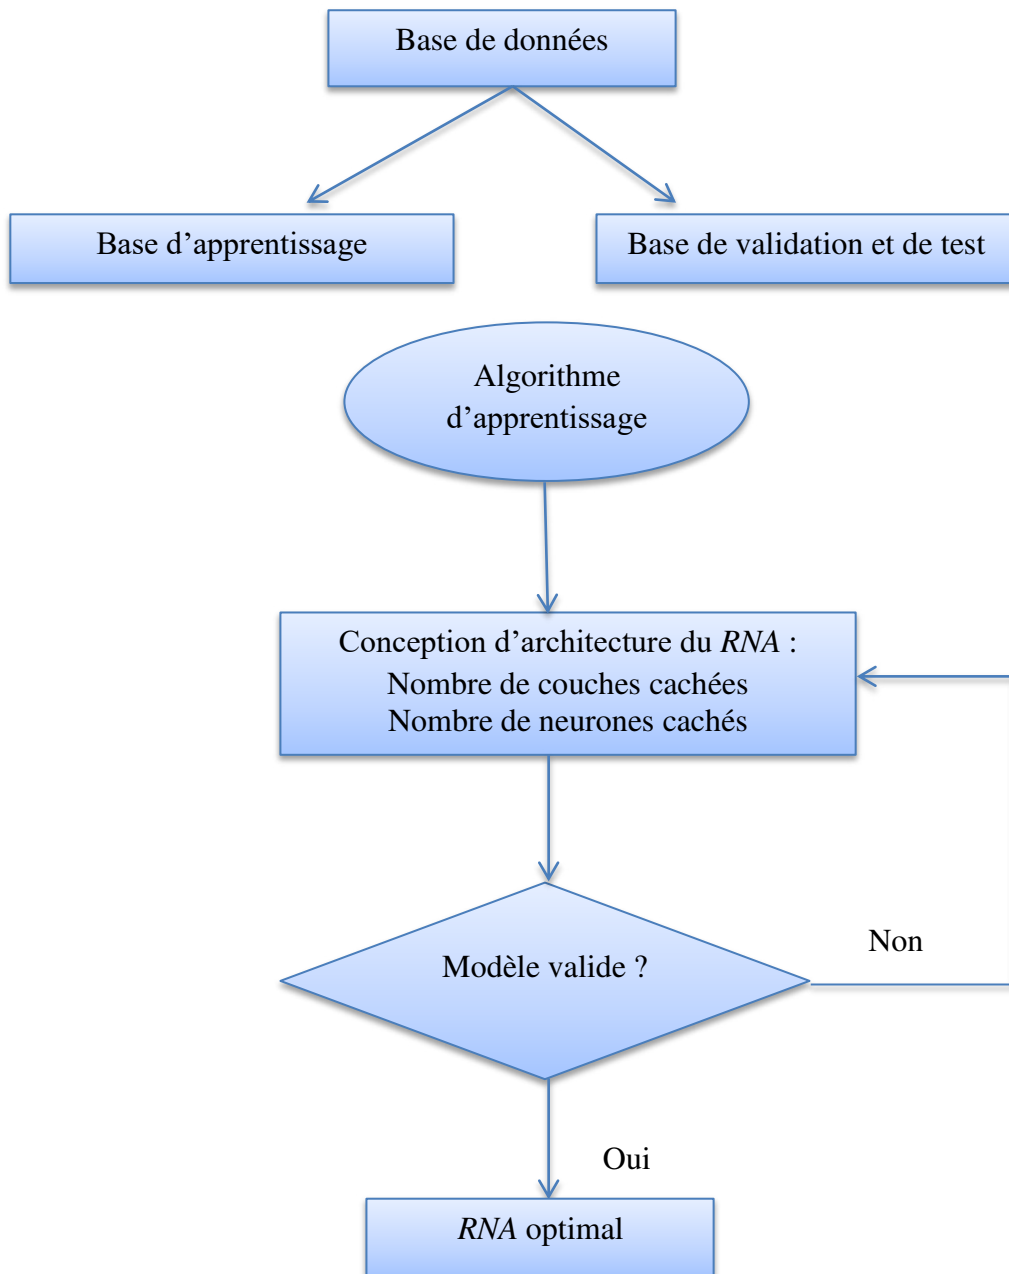 Base de données
Base d’apprentissage
Base de validation et de test
Algorithme
d’apprentissage
Conception d’architecture du RNA :
Nombre de couches cachées
Nombre de neurones cachés
Modèle valide ?
Non
Oui
RNA optimal